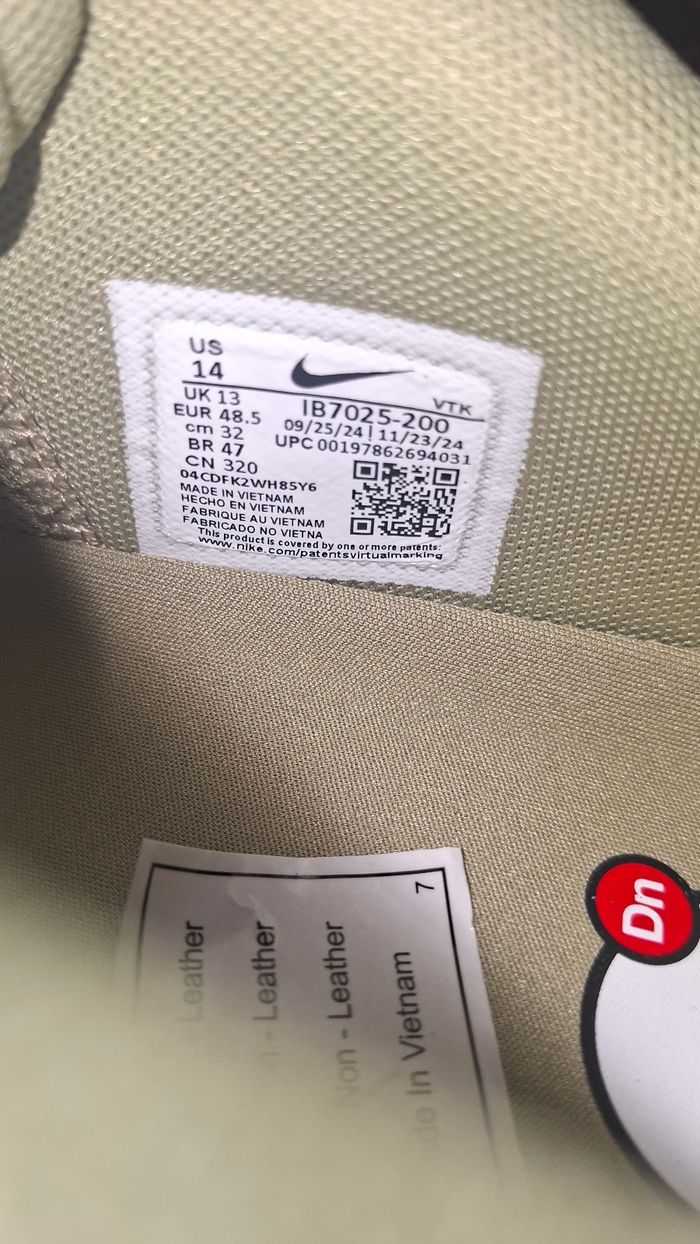 US
14
UK 13
EUR 48.5
cm 32
BR 47
CN 320
VTK
IB7025-200
09/25/24 | 11/23/24
UPC 00197862694031
04CDFK2WH85Y6
MADE IN VIETNAM
HECHO EN VIETNAM
FABRIQUE AU VIETNAM
FABRICADO NO VIETNA
This product is covered by one or more patents:
www.nike.com/patentsvirtualmarking
Leather
- Leather
Non - Leather
de In Vietnam
7
Dn